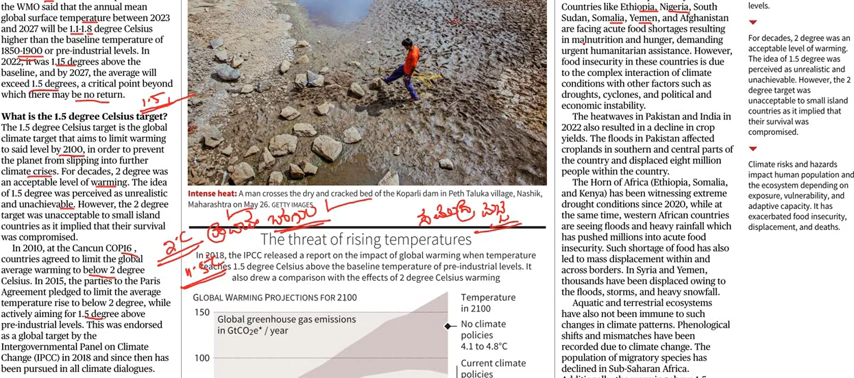 the WMO said that the annual mean
global surface temperature between 2023
and 2027 will be 1.1-1.8 degree Celsius
higher than the baseline temperature of
1850-1900 or pre-industrial levels. In
2022, it was 1.15 degrees above the
baseline, and by 2027, the average will
exceed 1.5 degrees, a critical point beyond
which there may be no return.
1.5
What is the 1.5 degree Celsius target?
The 1.5 degree Celsius target is the global
climate target that aims to limit warming
to said level by 2100, in order to prevent
the planet from slipping into further
climate crises. For decades, 2 degree was
an acceptable level of warming. The idea
of 1.5 degree was perceived as unrealistic
and unachievable. However, the 2 degree
target was unacceptable to small island
countries as it implied that their survival
was compromised.
In 2010, at the Cancun COP16 ,
countries agreed to limit the global
average warming to below 2 degree
Celsius. In 2015, the parties to the Paris
Agreement pledged to limit the average
temperature rise to below 2 degree, while
actively aiming for 1.5 degree above
pre-industrial levels. This was endorsed
as a global target by the
Intergovernmental Panel on Climate
Change (IPCC) in 2018 and since then has
been pursued in all climate dialogues.
Intense heat: A man crosses the dry and cracked bed of the Koparli dam in Peth Taluka village, Nashik,
Maharashtra on May 26. GETTY IMAGES
2°C
The threat of rising temperatures
In 2018, the IPCC released a report on the impact of global warming when temperature
reaches 1.5 degree Celsius above the baseline temperature of pre-industrial levels. It
also drew a comparison with the effects of 2 degree Celsius warming
GLOBAL WARMING PROJECTIONS FOR 2100
150
Global greenhouse gas emissions
in GtCO2e* / year
100
Temperature
in 2100
No climate
policies
4.1 to 4.8°C
Current climate
policies
Countries like Ethiopia, Nigeria, South
Sudan, Somalia, Yemen, and Afghanistan
are facing acute food shortages resulting
in malnutrition and hunger, demanding
urgent humanitarian assistance. However,
food insecurity in these countries is due
to the complex interaction of climate
conditions with other factors such as
droughts, cyclones, and political and
economic instability.
The heatwaves in Pakistan and India in
2022 also resulted in a decline in crop
yields. The floods in Pakistan affected
croplands in southern and central parts of
the country and displaced eight million
people within the country.
The Horn of Africa (Ethiopia, Somalia,
and Kenya) has been witnessing extreme
drought conditions since 2020, while at
the same time, western African countries
are seeing floods and heavy rainfall which
has pushed millions into acute food
insecurity. Such shortage of food has also
led to mass displacement within and
across borders. In Syria and Yemen,
thousands have been displaced owing to
the floods, storms, and heavy snowfall.
Aquatic and terrestrial ecosystems
have also not been immune to such
changes in climate patterns. Phenological
shifts and mismatches have been
recorded due to climate change. The
population of migratory species has
declined in Sub-Saharan Africa.
levels.
For decades, 2 degree was an
acceptable level of warming.
The idea of 1.5 degree was
perceived as unrealistic and
unachievable. However, the 2
degree target was
unacceptable to small island
countries as it implied that
their survival was
compromised.
Climate risks and hazards
impact human population and
the ecosystem depending on
exposure, vulnerability, and
adaptive capacity. It has
exacerbated food insecurity,
displacement, and deaths.